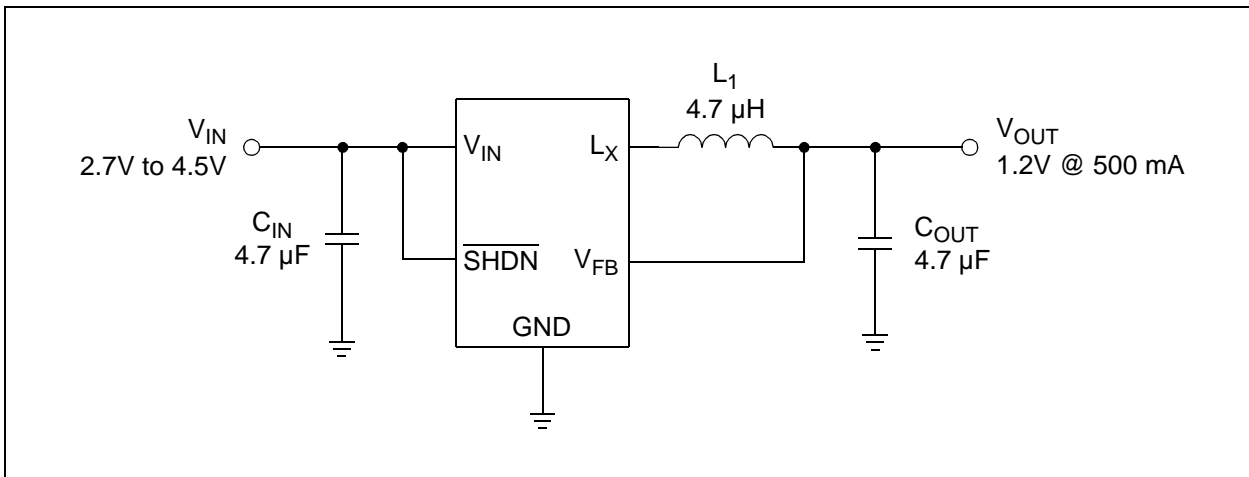 L1
4.7 µH
VIN
2.7V to 4.5V
VIN
LX
VOUT
1.2V @ 500 mA
CIN
4.7 µF
SHDN
VFB
COUT
4.7 µF
GND